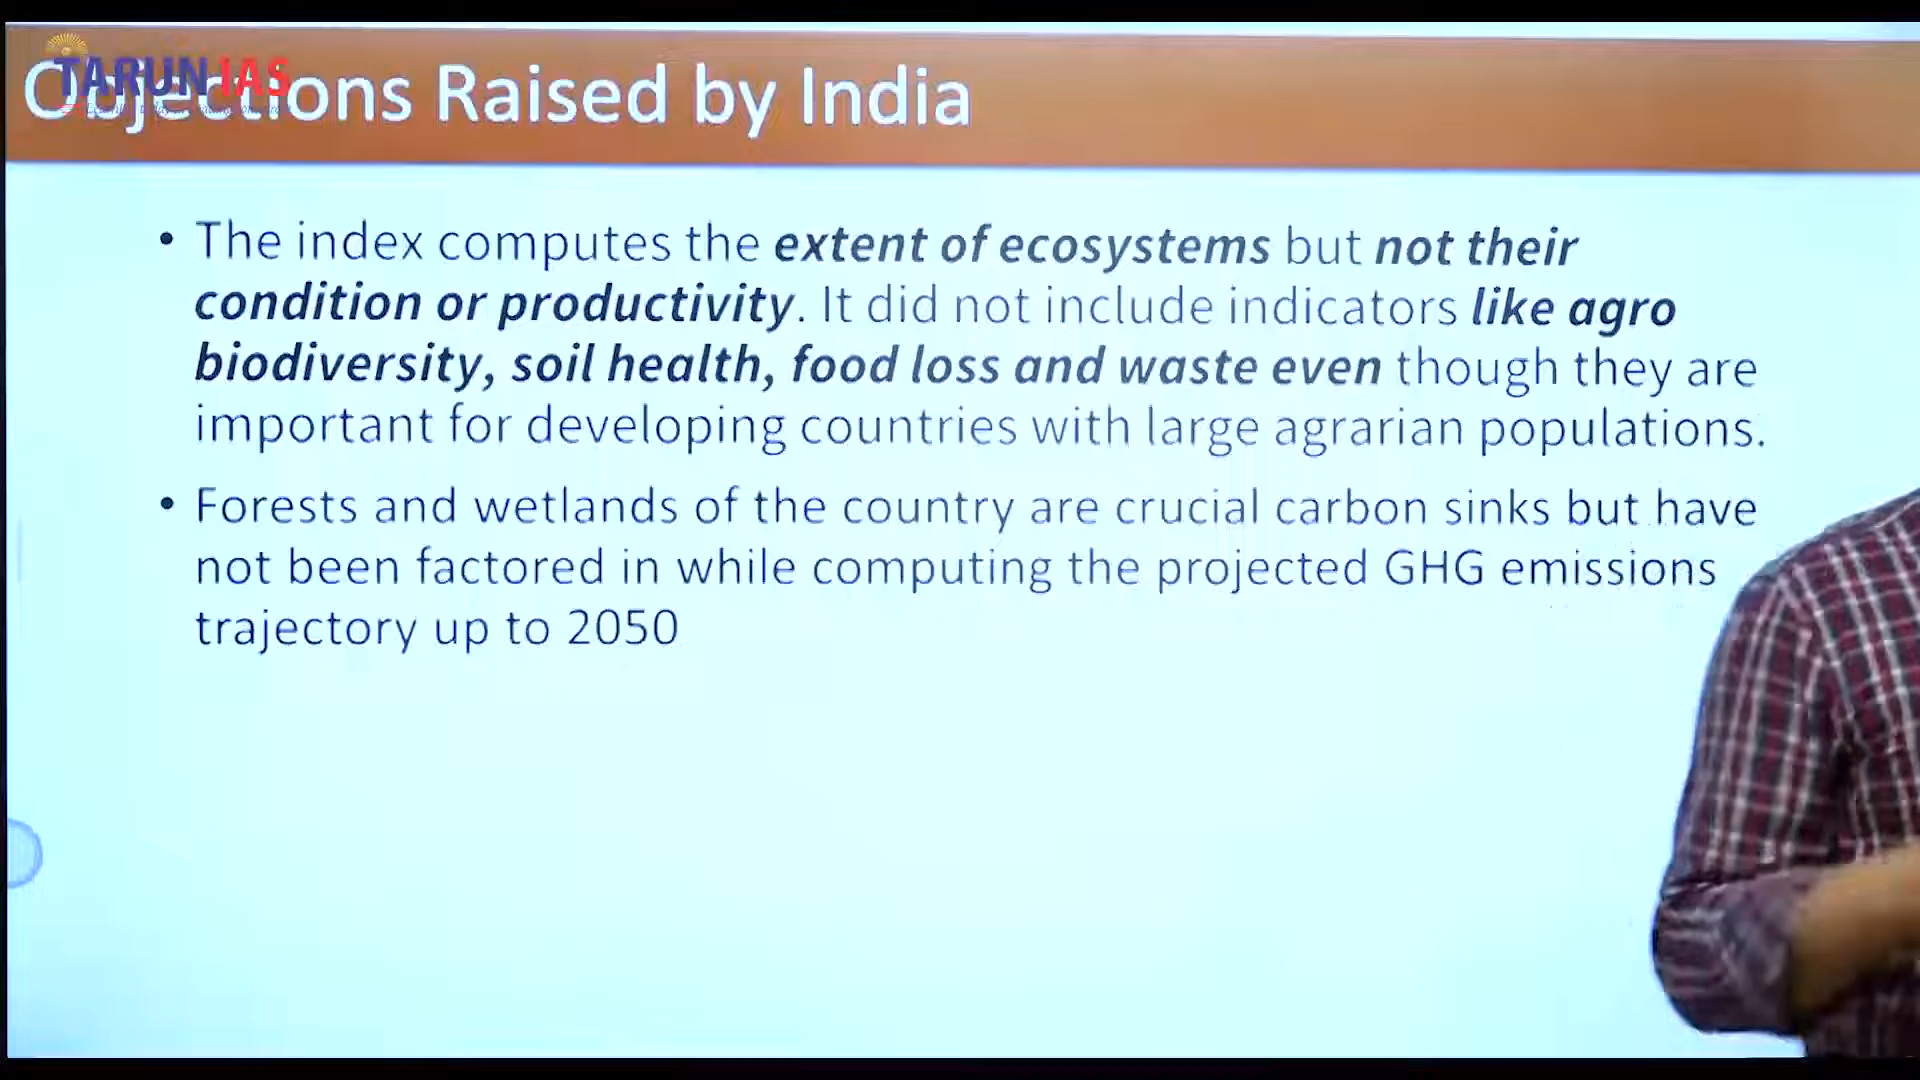 TARUN IAS
Objections Raised by India
• The index computes the extent of ecosystems but not their
condition or productivity. It did not include indicators like agro
biodiversity, soil health, food loss and waste even though they are
important for developing countries with large agrarian populations.
• Forests and wetlands of the country are crucial carbon sinks but have
not been factored in while computing the projected GHG emissions
trajectory up to 2050